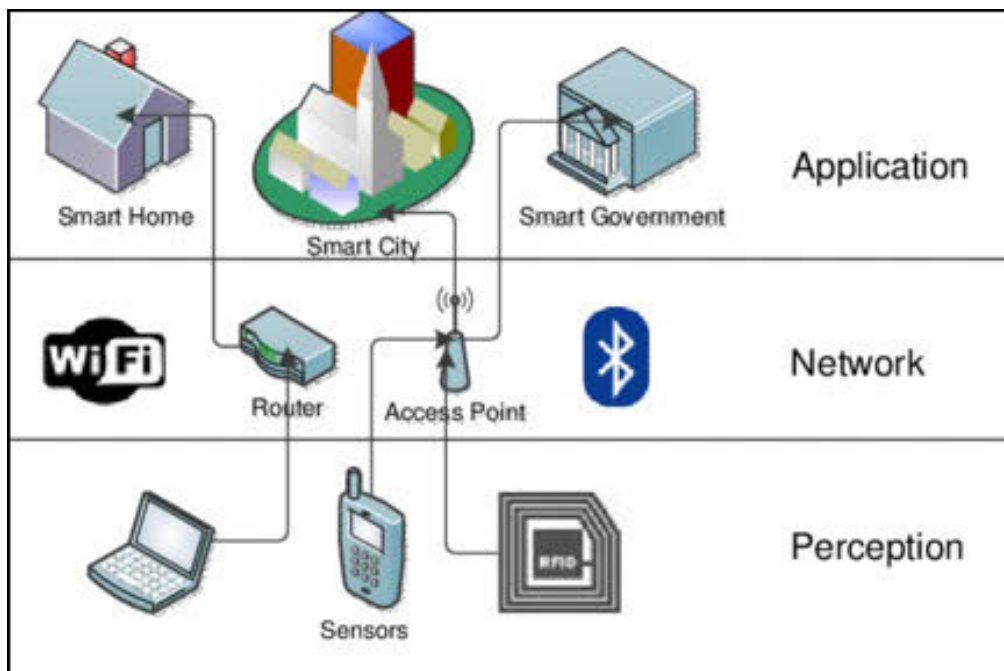 Smart Home
Smart City
Smart Government
Application
WiFi
Router
Access Point
Network
RFID
Sensors
Perception